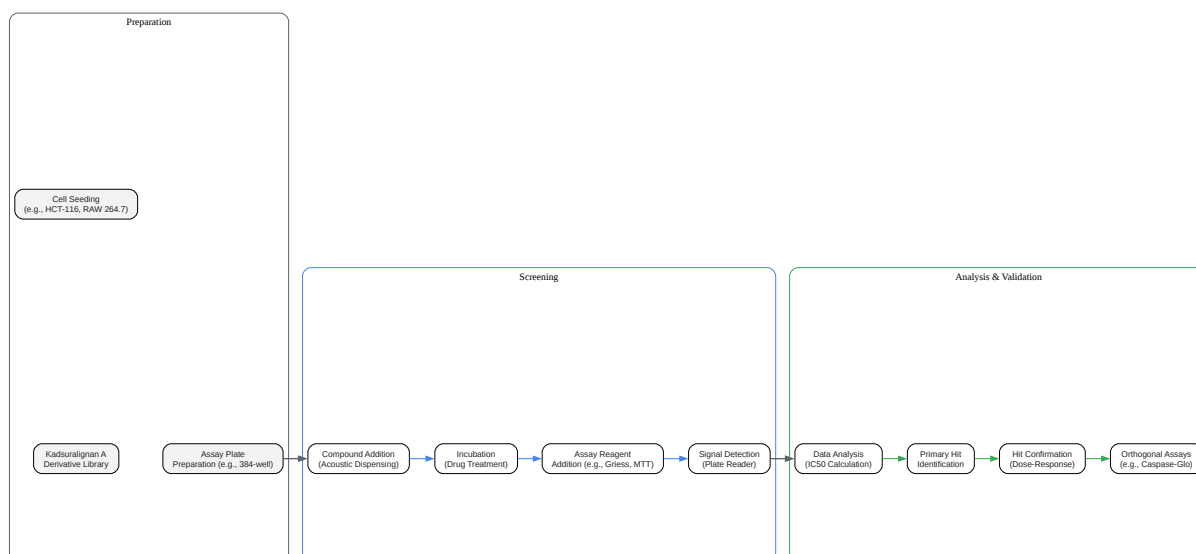 Preparation
Cell Seeding
(e.g., HCT-116, RAW 264.7)
Kadsuralignan A
Derivative Library
Assay Plate
Preparation (e.g., 384-well)
Screening
Compound Addition
(Acoustic Dispensing)
Incubation
(Drug Treatment)
Assay Reagent
Addition (e.g., Griess, MTT)
Signal Detection
(Plate Reader)
Analysis & Validation
Data Analysis
(IC50 Calculation)
Primary Hit
Identification
Hit Confirmation
(Dose-Response)
Orthogonal Assays
(e.g., Caspase-Glo)